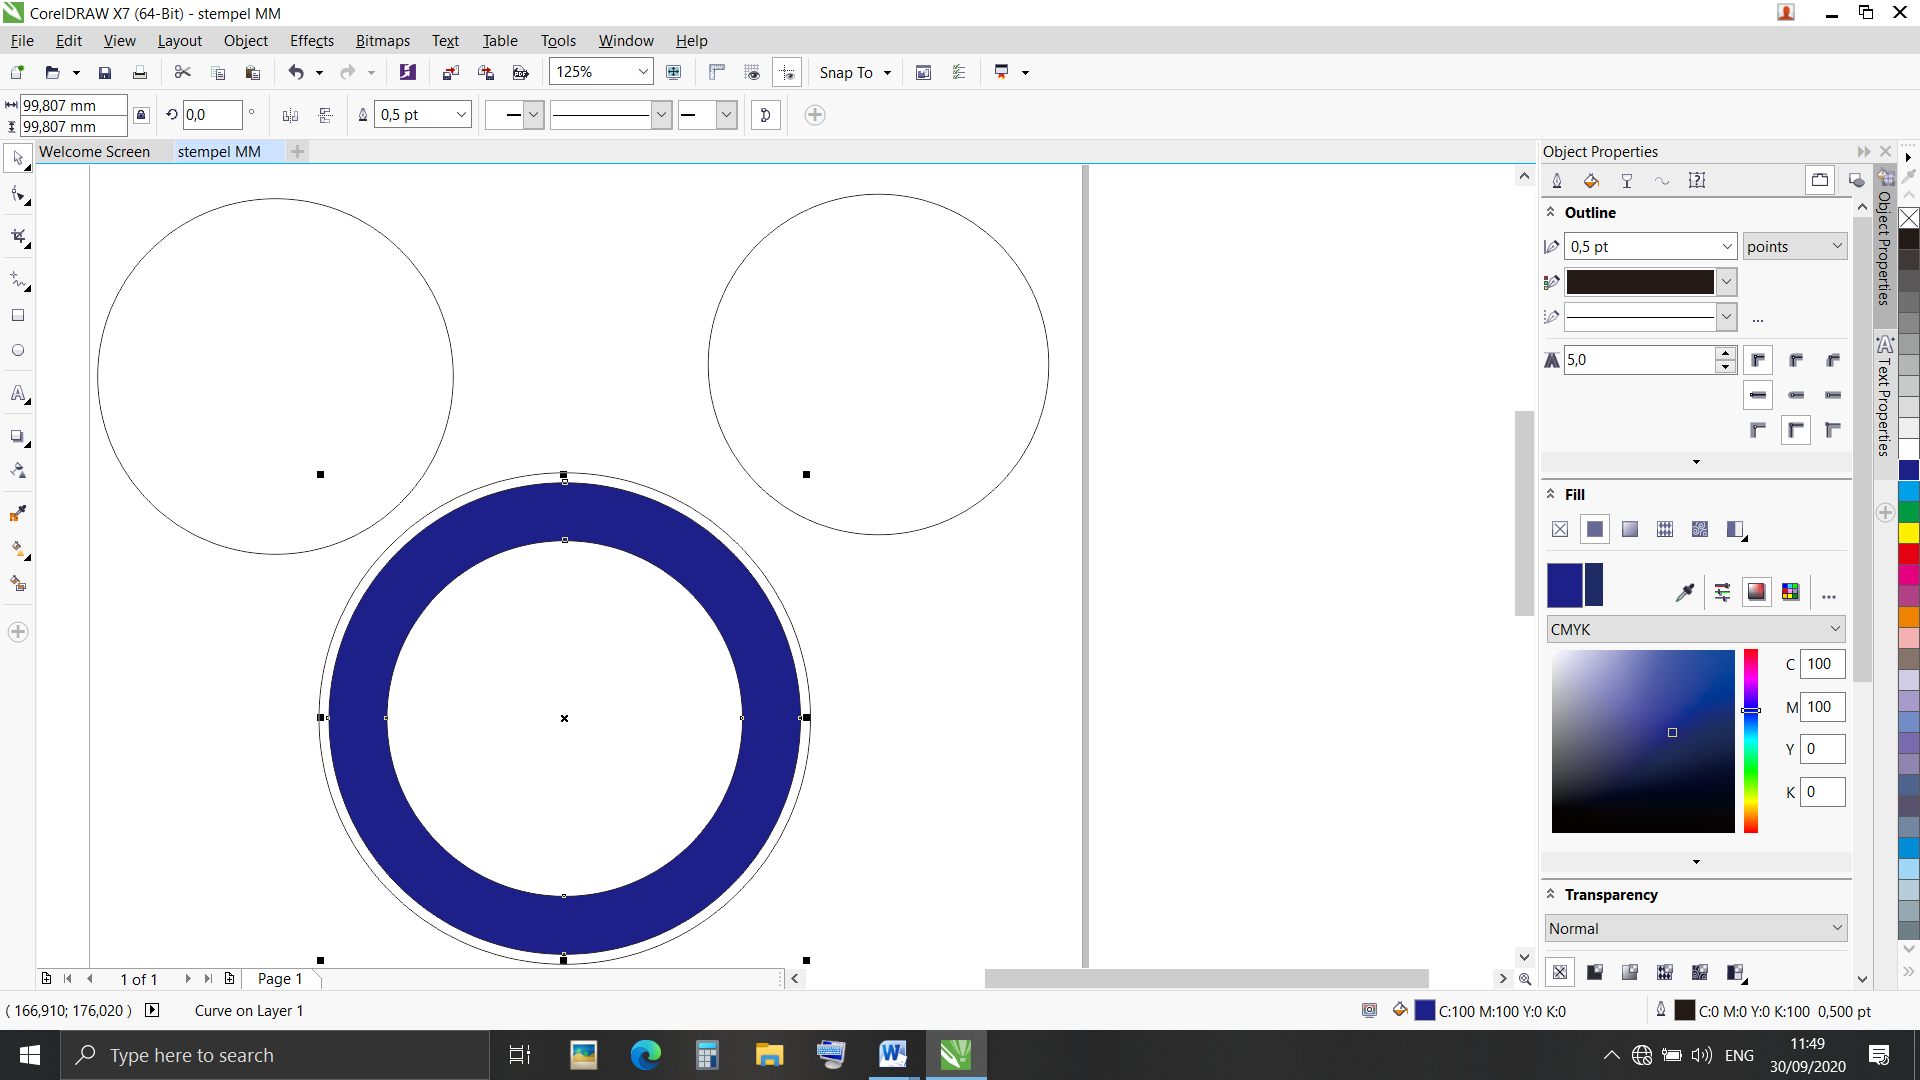 CorelDRAW X7 (64-Bit) - stempel MM
File Edit View Layout Object Effects Bitmaps Text Table Tools Window Help
125% Snap To
99,807 mm
99,807 mm
0,0 °
0,5 pt
Welcome Screen stempel MM
Object Properties
Outline
0,5 pt points
5,0
Fill
CMYK
C 100
M 100
Y 0
K 0
Transparency
Normal
Object Properties
Text Properties
1 of 1 Page 1
( 166,910; 176,020 ) Curve on Layer 1 C:100 M:100 Y:0 K:0 C:0 M:0 Y:0 K:100 0,500 pt
Type here to search
ENG
11:49
30/09/2020